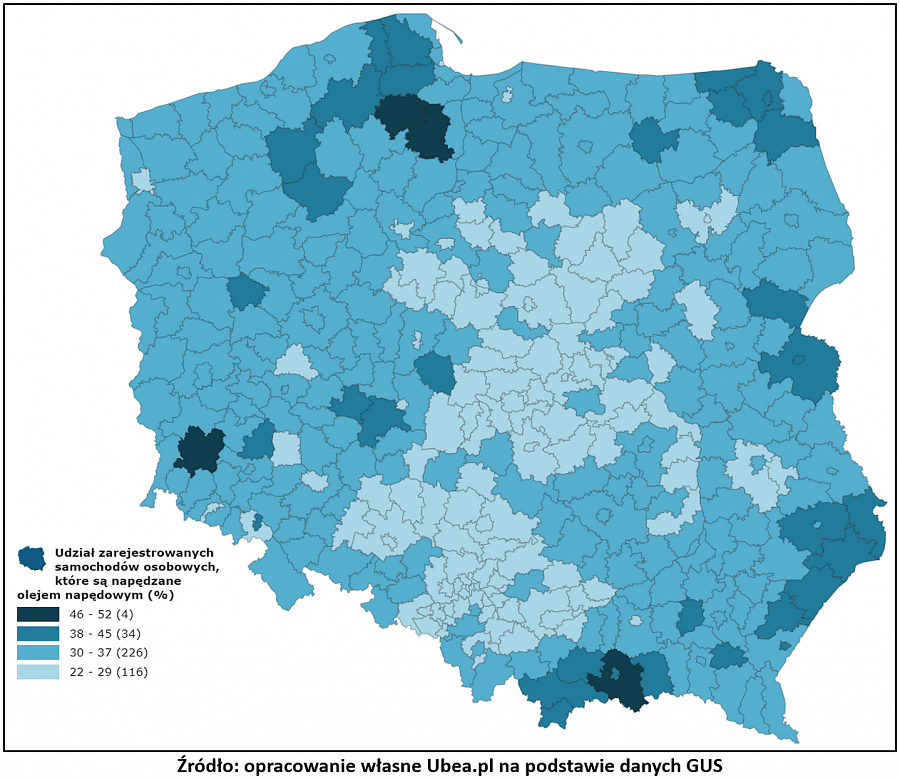 Udział zarejestrowanych
samochodów osobowych,
które są napędzane
olejem napędowym (%)
46 - 52 (4)
38 - 45 (34)
30 - 37 (226)
22 - 29 (116)
Źródło: opracowanie własne Ubea.pl na podstawie danych GUS